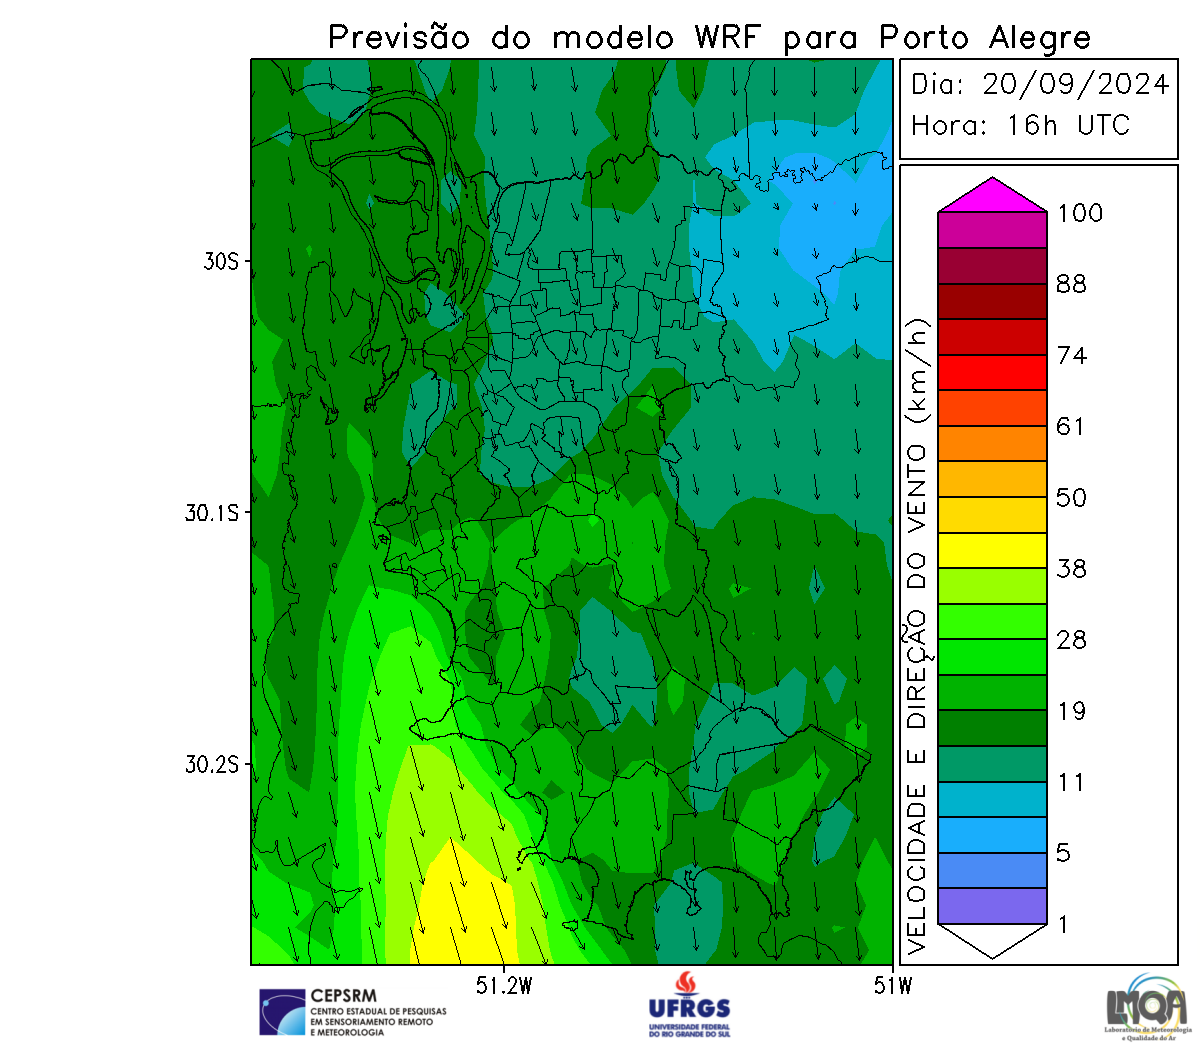 Previsão do modelo WRF para Porto Alegre
Dia: 20/09/2024
Hora: 16h UTC
30S
30.1S
30.2S
51.2W
51W
VELOCIDADE E DIREÇÃO DO VENTO (km/h)
100
88
74
61
50
38
28
19
11
5
1
CEPSRM
CENTRO ESTADUAL DE PESQUISAS
EM SENSORIAMENTO REMOTO
E METEOROLOGIA
UFRGS
UNIVERSIDADE FEDERAL
DO RIO GRANDE DO SUL
LMQA
Laboratório de Meteorologia
e Qualidade do Ar